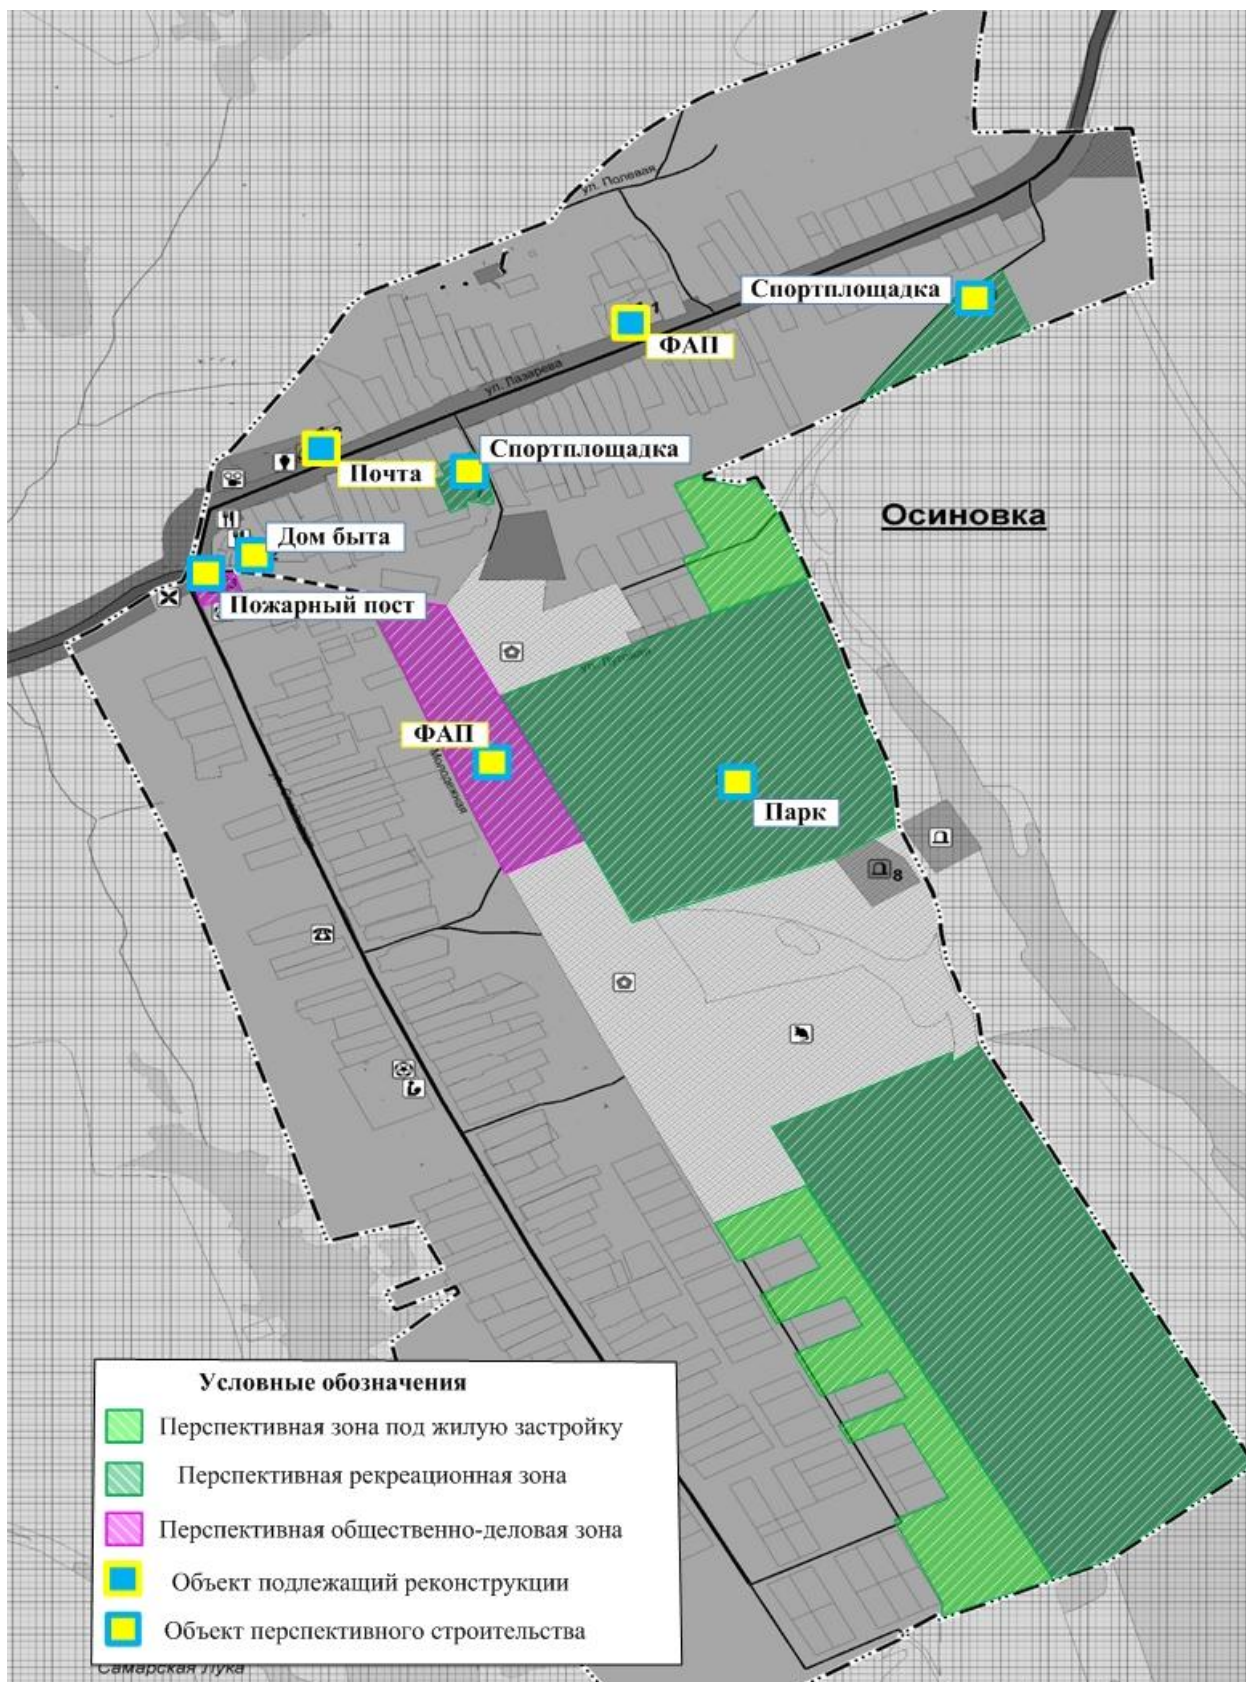 ул. Полевая
Спортплощадка
ФАП
ул. Лазарева
Спортплощадка
Почта
Осиновка
Дом быта
Пожарный пост
ФАП
Молодежная
Парк
8
Условные обозначения
Перспективная зона под жилую застройку
Перспективная рекреационная зона
Перспективная общественно-деловая зона
Объект подлежащий реконструкции
Объект перспективного строительства
Самарская Лука